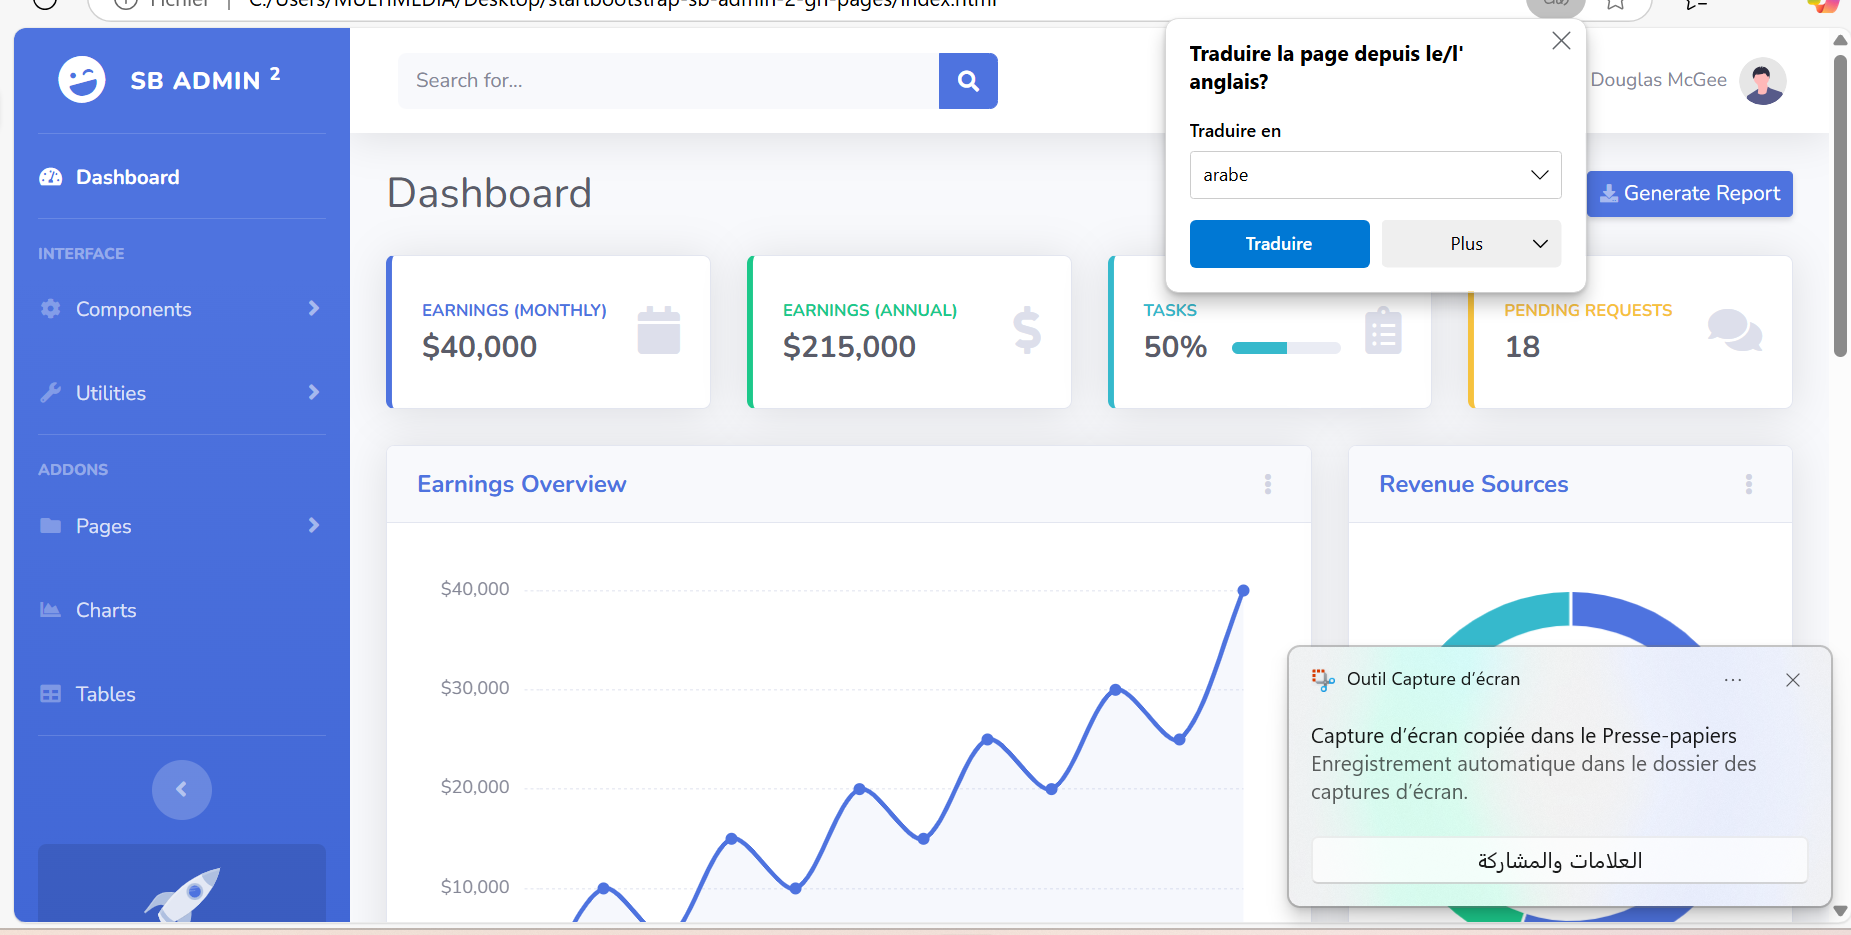 Fichier | C:/Users/MULTIMEDIA/Desktop/startbootstrap-sb-admin-2-gh-pages/index.html
SB ADMIN 2
Search for...
Douglas McGee
Traduire la page depuis le/l'
anglais?
Traduire en
arabe
Traduire
Plus
Dashboard
INTERFACE
Components
Utilities
ADDONS
Pages
Charts
Tables
Dashboard
Generate Report
EARNINGS (MONTHLY)
$40,000
EARNINGS (ANNUAL)
$215,000
TASKS
50%
PENDING REQUESTS
18
Earnings Overview
$40,000
$30,000
$20,000
$10,000
Revenue Sources
Outil Capture d’écran
Capture d’écran copiée dans le Presse-papiers
Enregistrement automatique dans le dossier des
captures d’écran.
العلامات والمشاركة